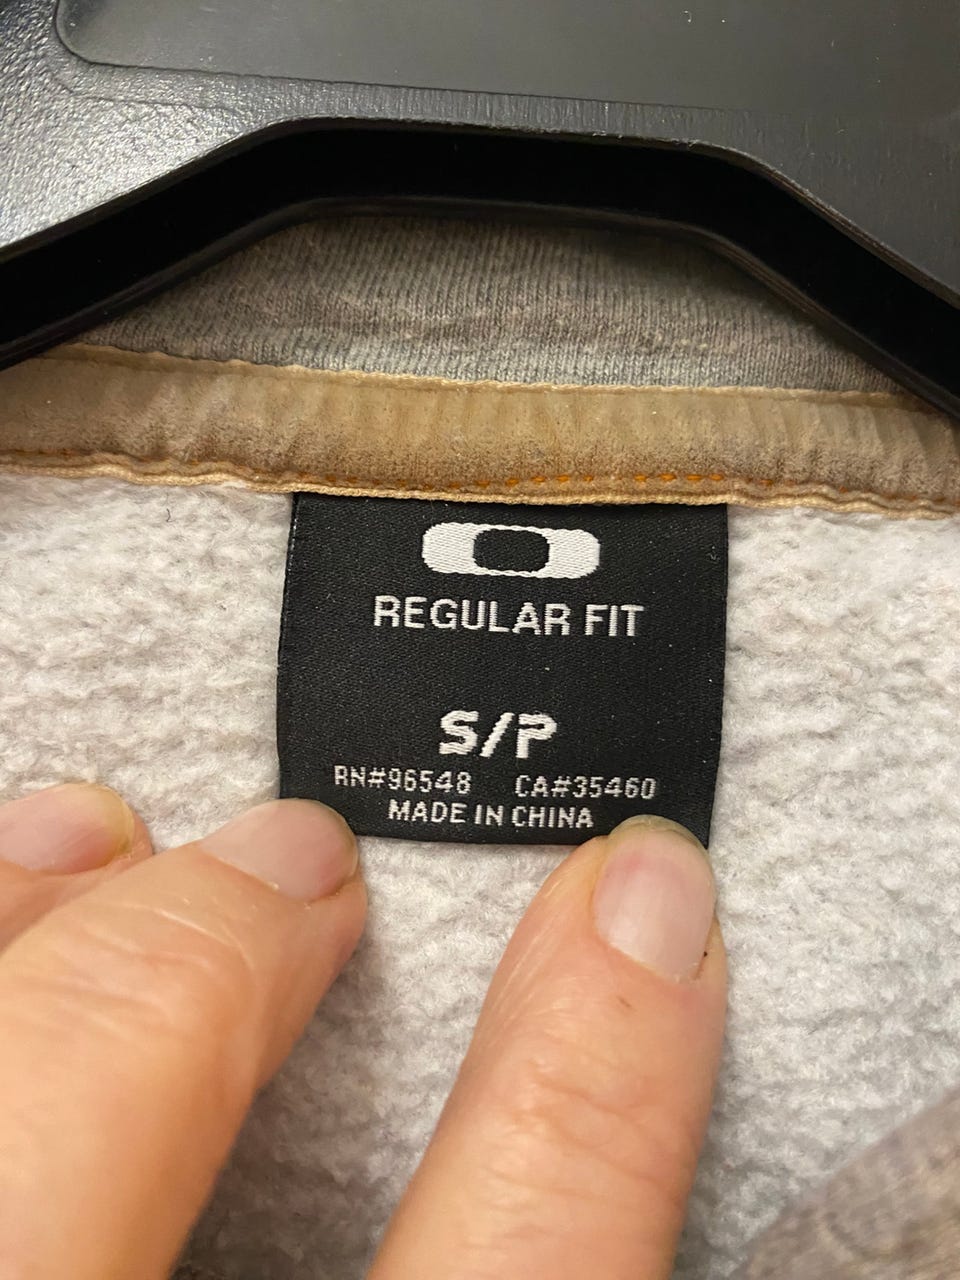 REGULAR FIT
S/P
RN#96548 CA#35460
MADE IN CHINA